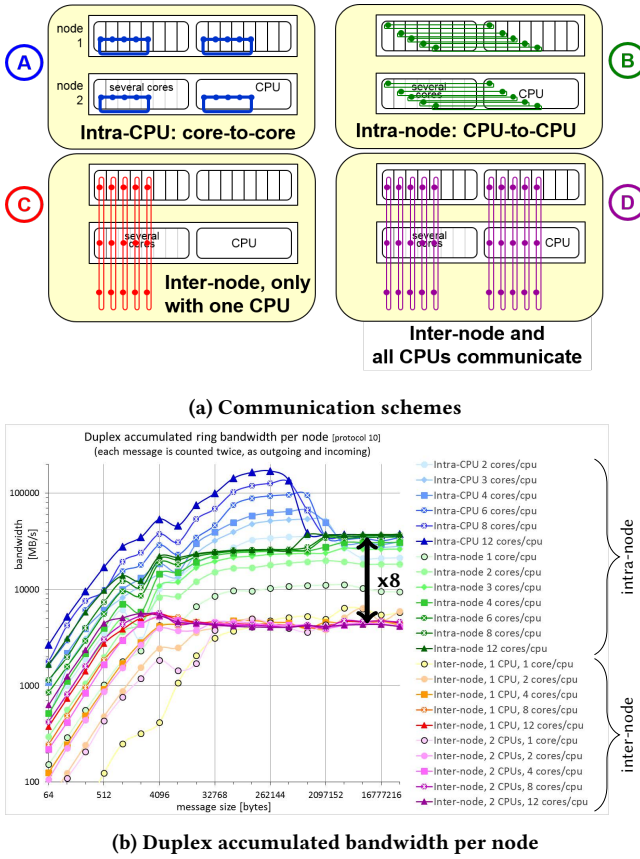 node
1
A
node
2
several cores
CPU
Intra-CPU: core-to-core
B
several
cores
CPU
Intra-node: CPU-to-CPU
C
several
cores
CPU
Inter-node, only
with one CPU
D
several
cores
CPU
Inter-node and
all CPUs communicate
(a) Communication schemes
Duplex accumulated ring bandwidth per node [protocol 10]
(each message is counted twice, as outgoing and incoming)
bandwidth
[MB/s]
100000
10000
1000
100
64
512
4096
32768
262144
2097152
16777216
message size [bytes]
x8
Intra-CPU 2 cores/cpu
Intra-CPU 3 cores/cpu
Intra-CPU 4 cores/cpu
Intra-CPU 6 cores/cpu
Intra-CPU 8 cores/cpu
Intra-CPU 12 cores/cpu
Intra-node 1 core/cpu
Intra-node 2 cores/cpu
Intra-node 3 cores/cpu
Intra-node 4 cores/cpu
Intra-node 6 cores/cpu
Intra-node 8 cores/cpu
Intra-node 12 cores/cpu
Inter-node, 1 CPU, 1 core/cpu
Inter-node, 1 CPU, 2 cores/cpu
Inter-node, 1 CPU, 4 cores/cpu
Inter-node, 1 CPU, 8 cores/cpu
Inter-node, 1 CPU, 12 cores/cpu
Inter-node, 2 CPUs, 1 core/cpu
Inter-node, 2 CPUs, 2 cores/cpu
Inter-node, 2 CPUs, 4 cores/cpu
Inter-node, 2 CPUs, 8 cores/cpu
Inter-node, 2 CPUs, 12 cores/cpu
intra-node
inter-node
(b) Duplex accumulated bandwidth per node